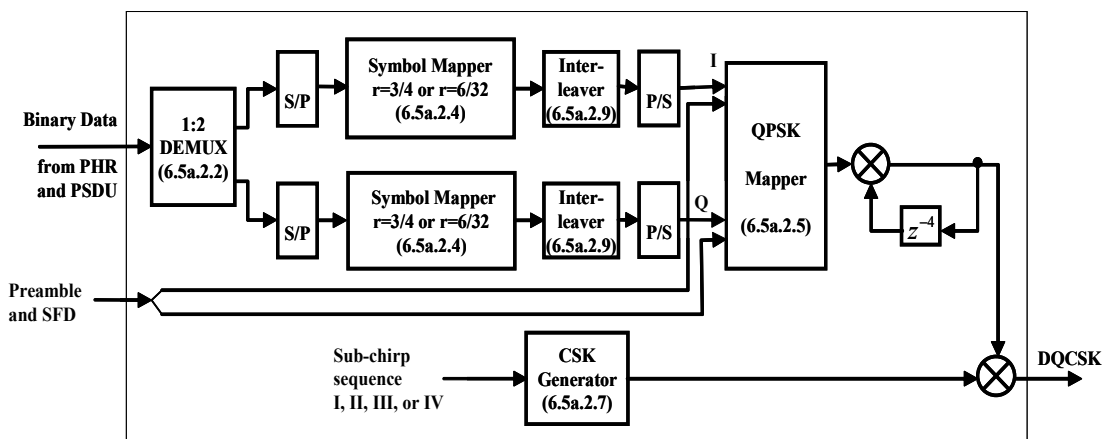 Binary Data
from PHR
and PSDU
1:2
DEMUX
(6.5a.2.2)
S/P
Symbol Mapper
r=3/4 or r=6/32
(6.5a.2.4)
Inter-
leaver
(6.5a.2.9)
P/S
I
S/P
Symbol Mapper
r=3/4 or r=6/32
(6.5a.2.4)
Inter-
leaver
(6.5a.2.9)
P/S
Q
QPSK
Mapper
(6.5a.2.5)
z⁻⁴
Preamble
and SFD
Sub-chirp
sequence
I, II, III, or IV
CSK
Generator
(6.5a.2.7)
DQCSK